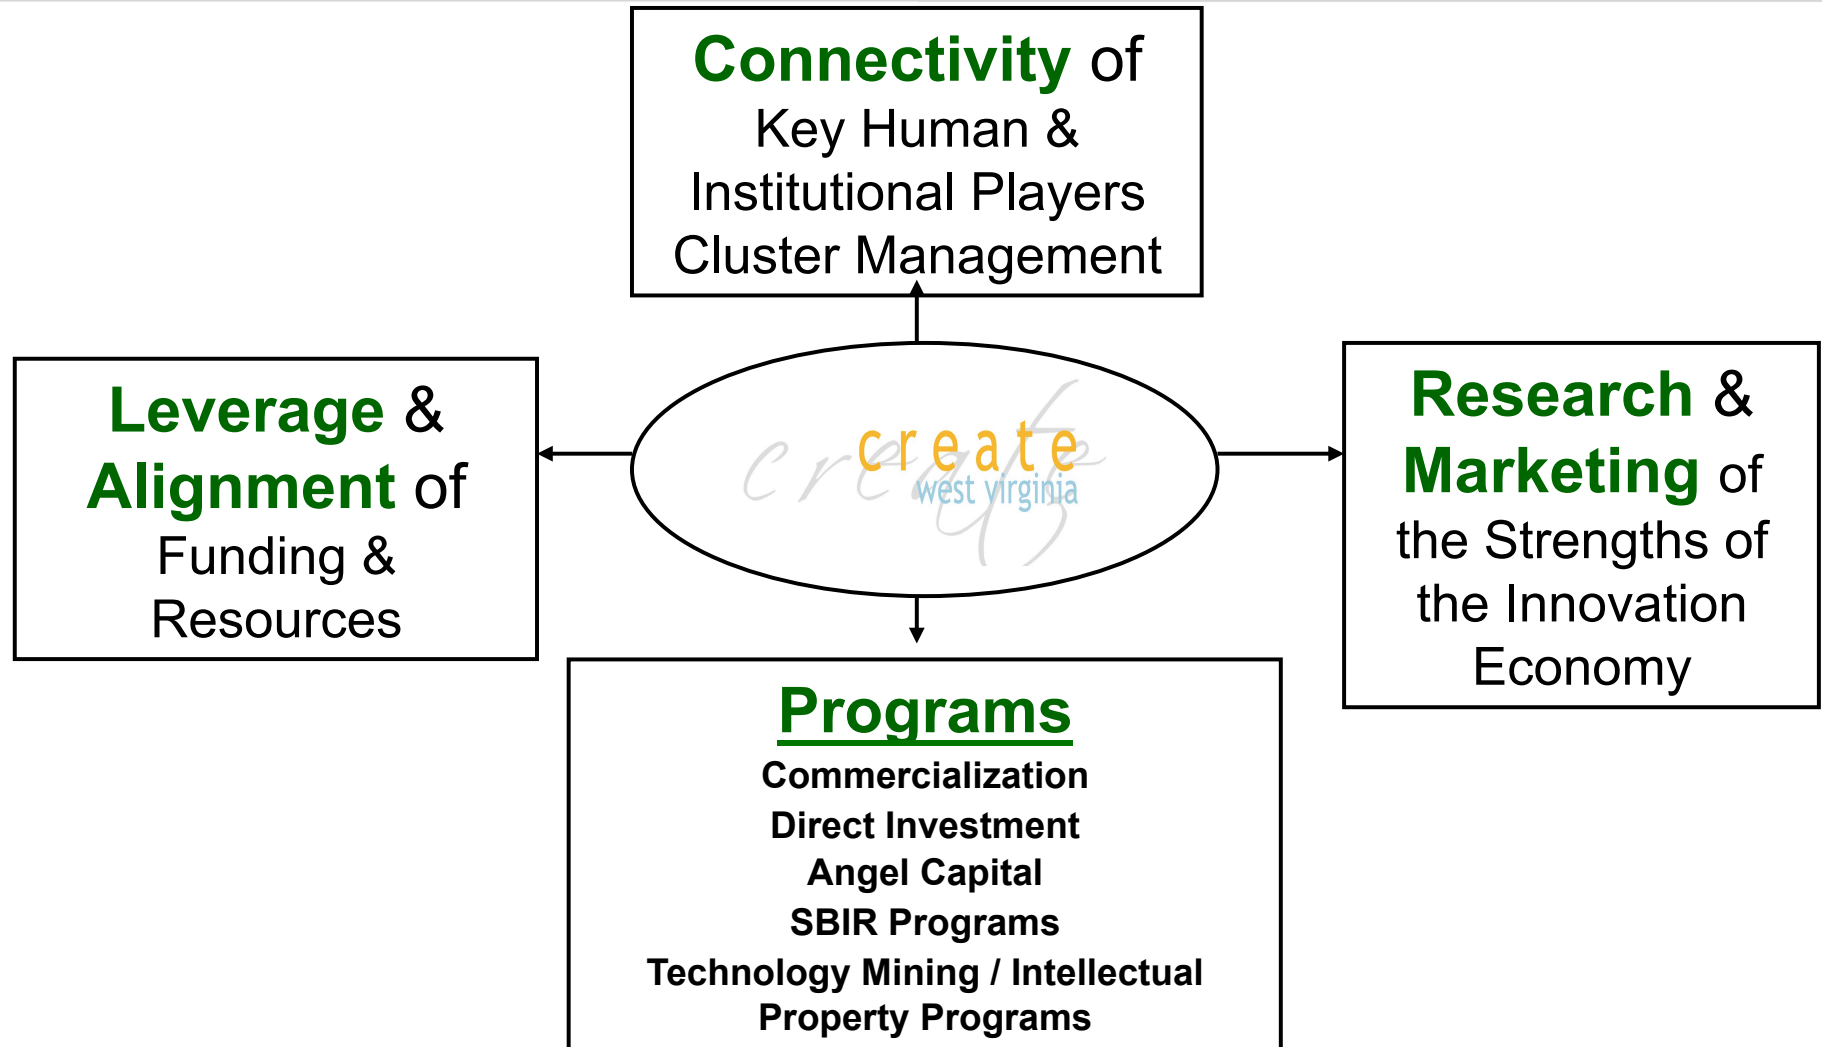 Connectivity of
Key Human &
Institutional Players
Cluster Management
Leverage &
Alignment of
Funding &
Resources
create
create
west virginia
Research &
Marketing of
the Strengths of
the Innovation
Economy
Programs
Commercialization
Direct Investment
Angel Capital
SBIR Programs
Technology Mining / Intellectual
Property Programs